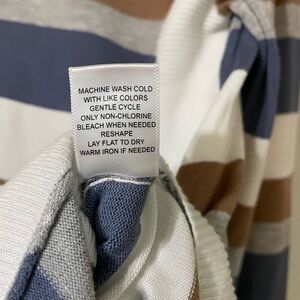 MACHINE WASH COLD
WITH LIKE COLORS
GENTLE CYCLE
ONLY NON-CHLORINE
BLEACH WHEN NEEDED
RESHAPE
LAY FLAT TO DRY
WARM IRON IF NEEDED